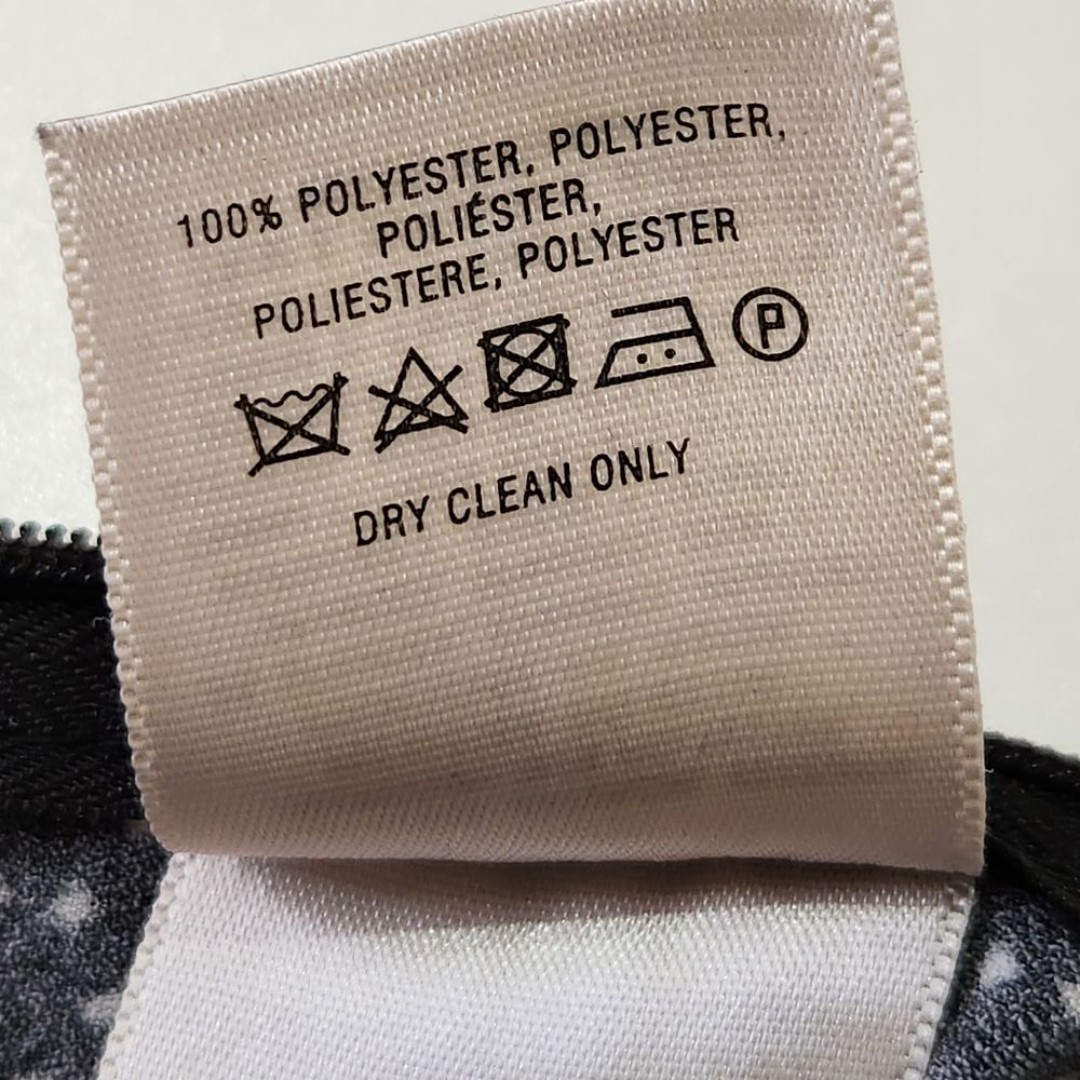 100% POLYESTER, POLYESTER,
POLIÉSTER,
POLIESTERE, POLYESTER
P
DRY CLEAN ONLY